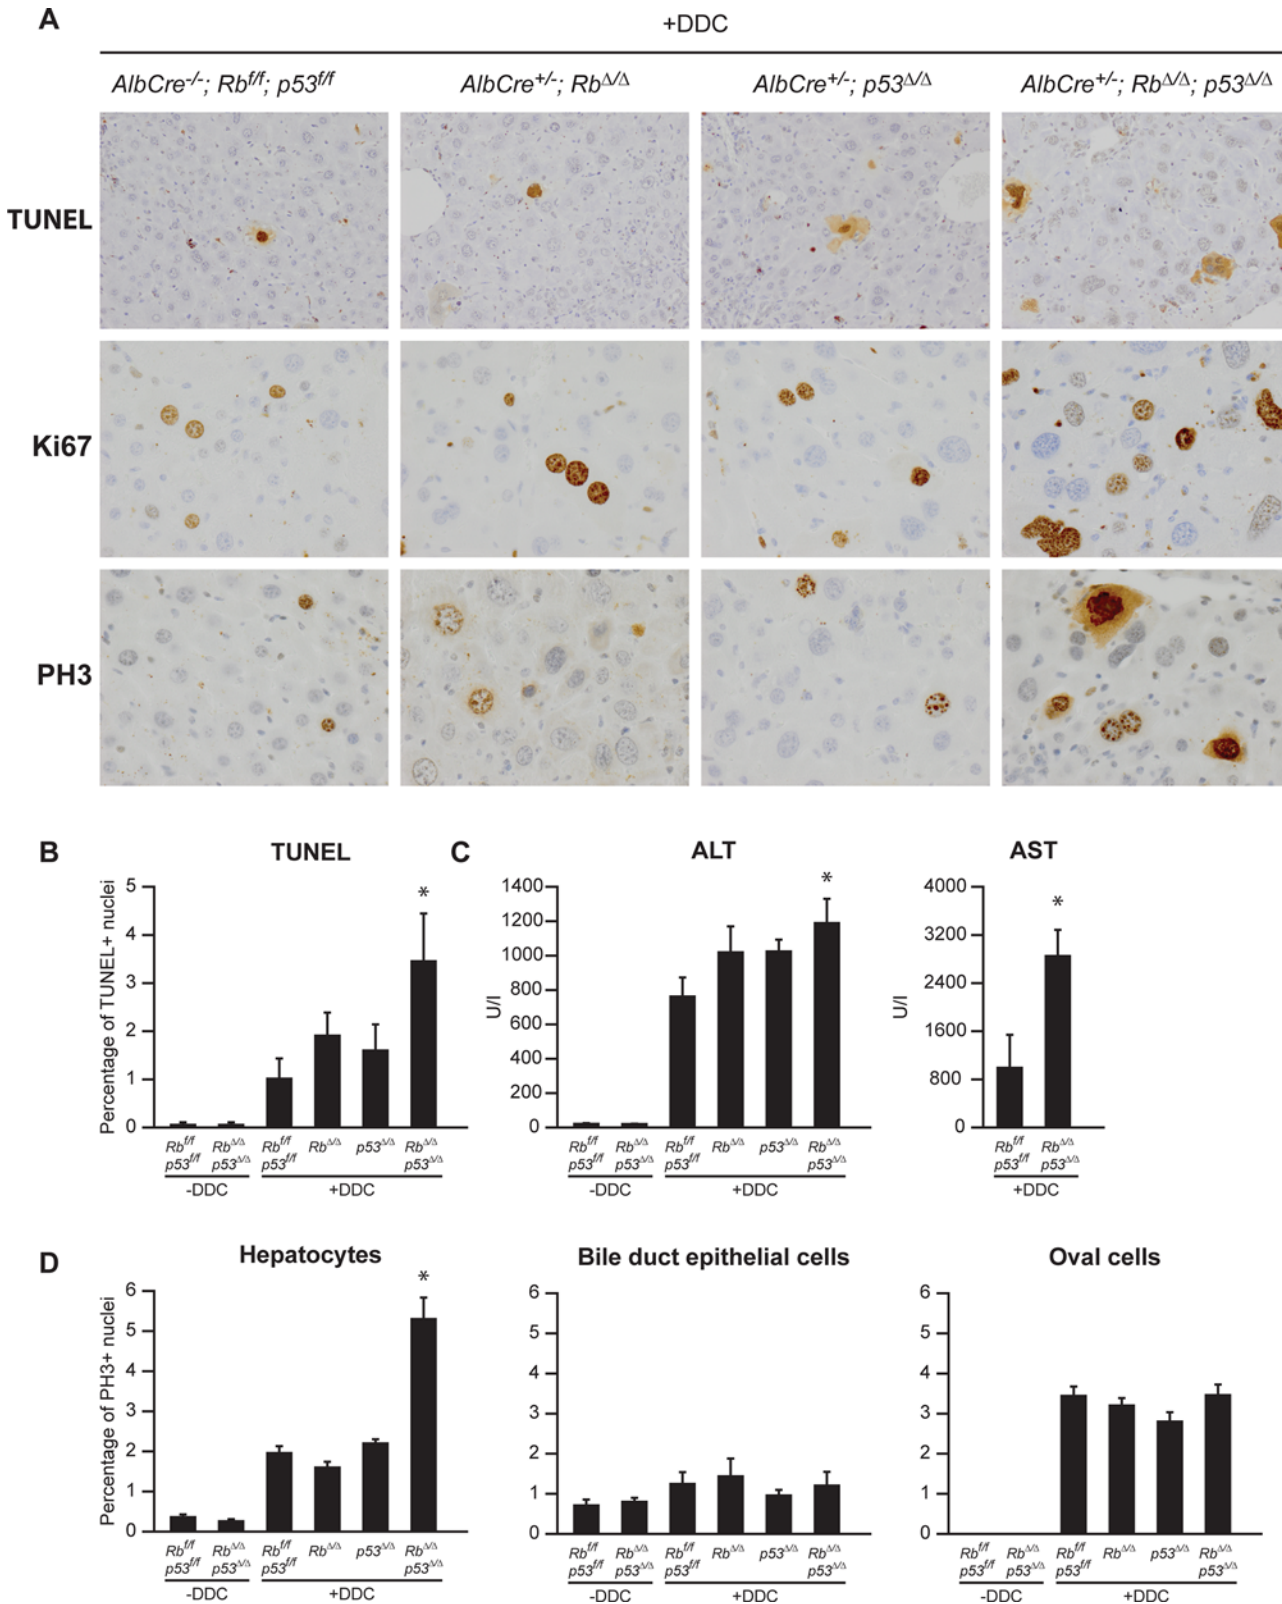 A
+DDC
AlbCre-/-; Rbf/f; p53f/f
AlbCre+/-; RbΔ/Δ
AlbCre+/-; p53Δ/Δ
AlbCre+/-; RbΔ/Δ; p53Δ/Δ
TUNEL
Ki67
PH3
B
TUNEL
Percentage of TUNEL+ nuclei
5
4
3
2
1
0
Rbf/f
p53f/f
RbΔ/Δ
p53Δ/Δ
Rbf/f
p53f/f
RbΔ/Δ
p53Δ/Δ
RbΔ/Δ
p53Δ/Δ
*
-DDC
+DDC
C
ALT
U/l
1400
1200
1000
800
600
400
200
0
Rbf/f
p53f/f
RbΔ/Δ
p53Δ/Δ
Rbf/f
p53f/f
RbΔ/Δ
p53Δ/Δ
RbΔ/Δ
p53Δ/Δ
*
-DDC
+DDC
AST
U/l
4000
3200
2400
1600
800
0
Rbf/f
p53f/f
RbΔ/Δ
p53Δ/Δ
*
+DDC
D
Hepatocytes
Percentage of PH3+ nuclei
6
5
4
3
2
1
0
Rbf/f
p53f/f
RbΔ/Δ
p53Δ/Δ
Rbf/f
p53f/f
RbΔ/Δ
p53Δ/Δ
RbΔ/Δ
p53Δ/Δ
*
-DDC
+DDC
Bile duct epithelial cells
6
5
4
3
2
1
0
Rbf/f
p53f/f
RbΔ/Δ
p53Δ/Δ
Rbf/f
p53f/f
RbΔ/Δ
p53Δ/Δ
RbΔ/Δ
p53Δ/Δ
-DDC
+DDC
Oval cells
6
5
4
3
2
1
0
Rbf/f
p53f/f
RbΔ/Δ
p53Δ/Δ
Rbf/f
p53f/f
RbΔ/Δ
p53Δ/Δ
RbΔ/Δ
p53Δ/Δ
-DDC
+DDC